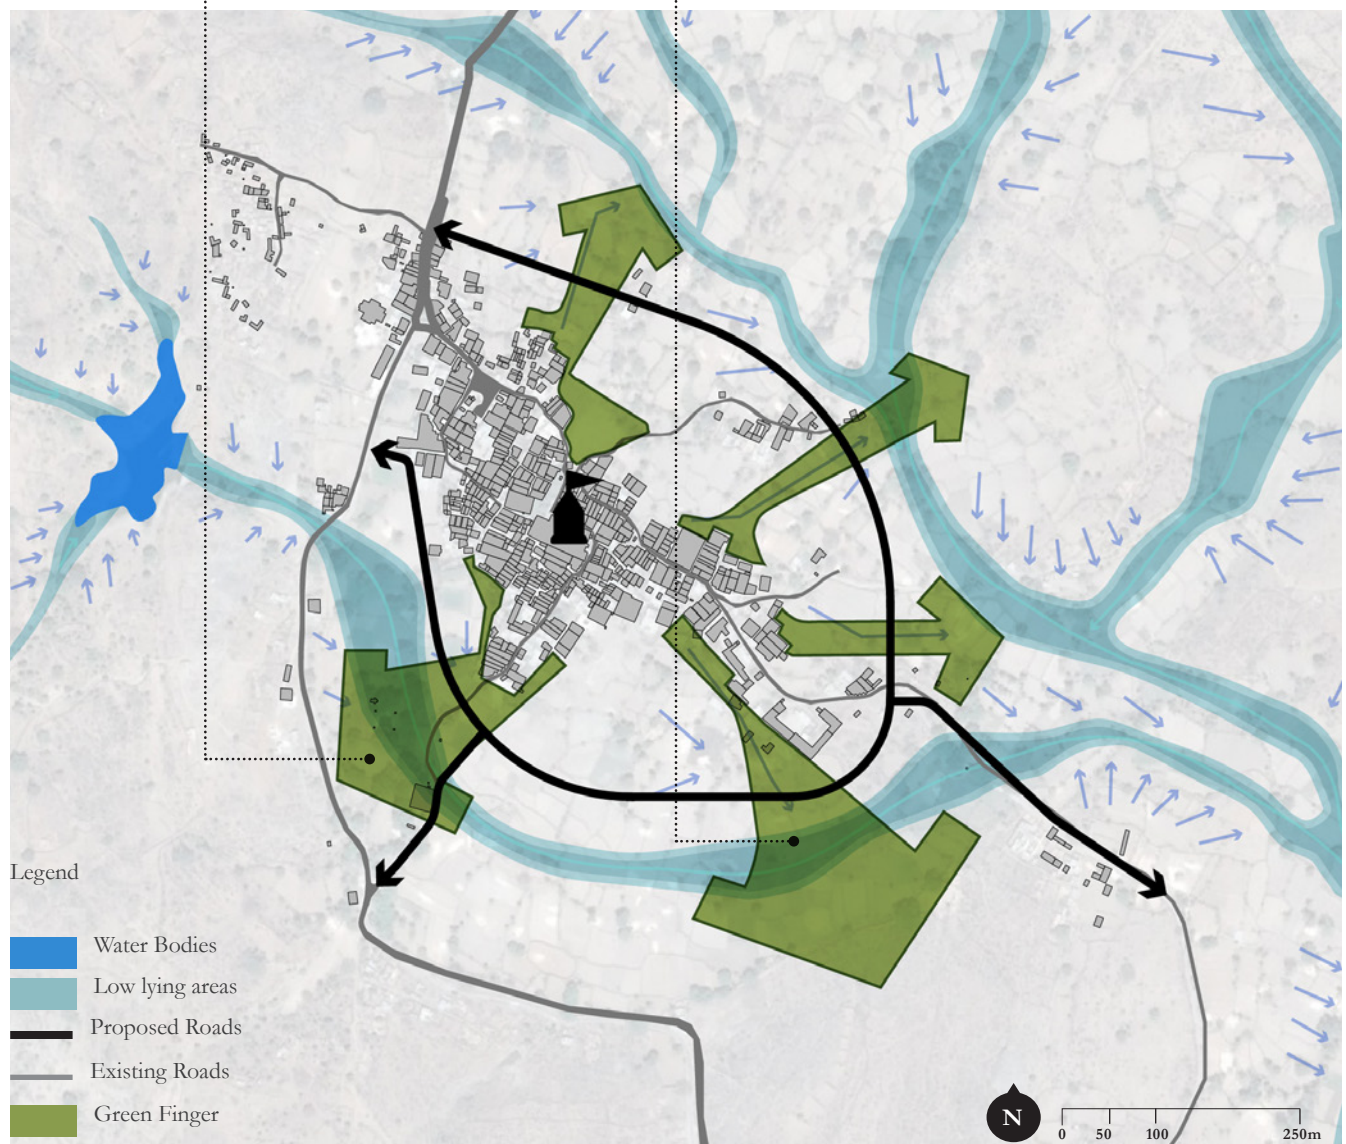 Legend
Water Bodies
Low lying areas
Proposed Roads
Existing Roads
Green Finger
N
0 50 100 250m